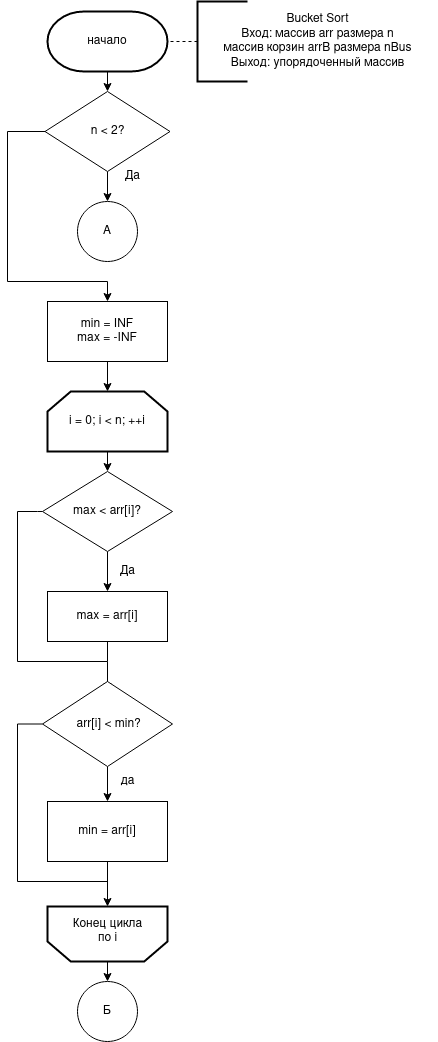 начало
Bucket Sort
Вход: массив arr размера n
массив корзин arrB размера nBus
Выход: упорядоченный массив
n < 2?
Да
А
min = INF
max = -INF
i = 0; i < n; ++i
max < arr[i]?
Да
max = arr[i]
arr[i] < min?
да
min = arr[i]
Конец цикла
по i
Б